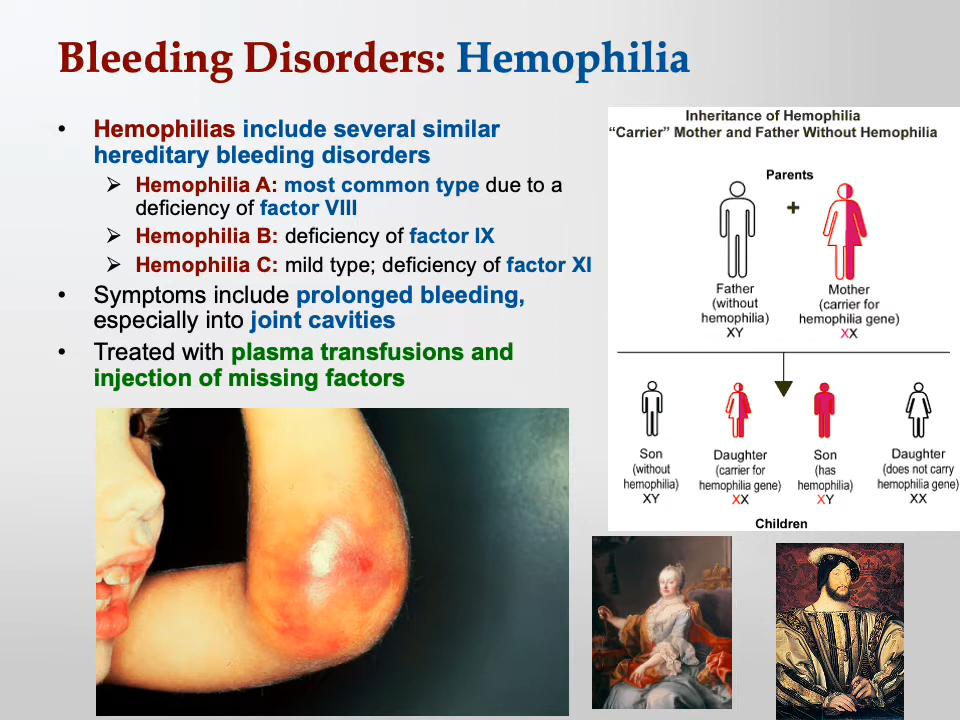 Bleeding Disorders: Hemophilia
• Hemophilias include several similar
hereditary bleeding disorders
➢ Hemophilia A: most common type due to a
deficiency of factor VIII
➢ Hemophilia B: deficiency of factor IX
➢ Hemophilia C: mild type; deficiency of factor XI
• Symptoms include prolonged bleeding,
especially into joint cavities
• Treated with plasma transfusions and
injection of missing factors
Inheritance of Hemophilia
“Carrier” Mother and Father Without Hemophilia
Parents
+
Father
(without
hemophilia)
XY
Mother
(carrier for
hemophilia gene)
XX
Son
(without
hemophilia)
XY
Daughter
(carrier for
hemophilia gene)
XX
Son
(has
hemophilia)
XY
Daughter
(does not carry
hemophilia gene)
XX
Children